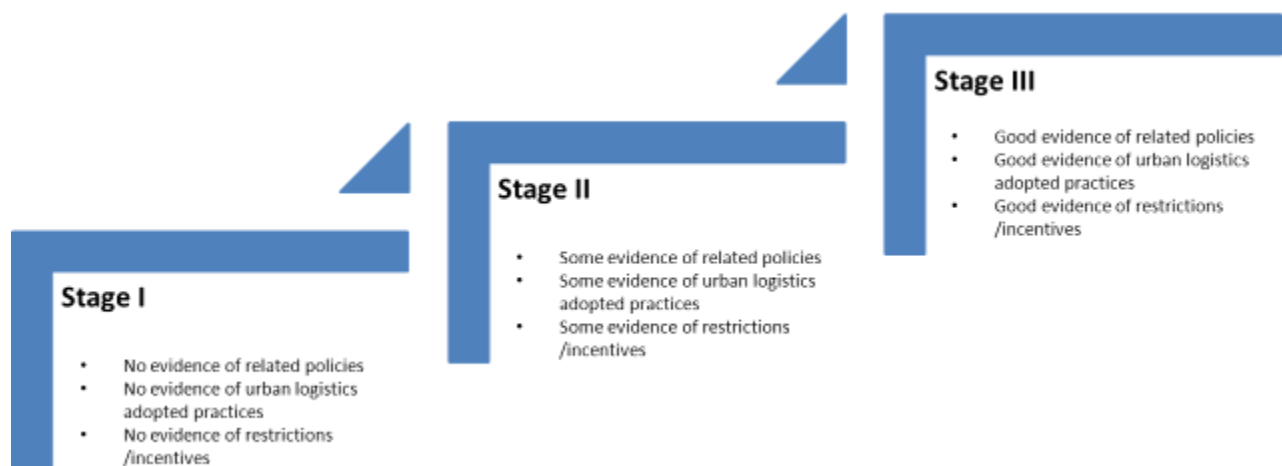 Stage I
• No evidence of related policies
• No evidence of urban logistics
adopted practices
• No evidence of restrictions
/incentives
Stage II
• Some evidence of related policies
• Some evidence of urban logistics
adopted practices
• Some evidence of restrictions
/incentives
Stage III
• Good evidence of related policies
• Good evidence of urban logistics
adopted practices
• Good evidence of restrictions
/incentives